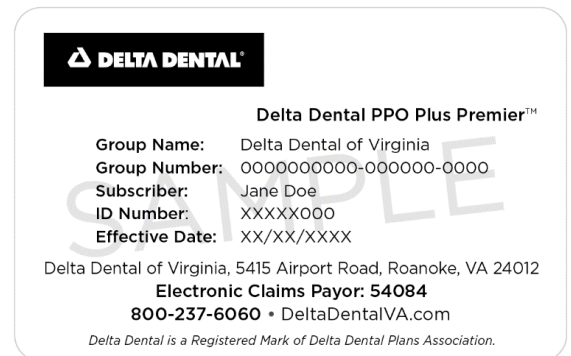 DELTA DENTAL®
Delta Dental PPO Plus Premier™
Group Name: Delta Dental of Virginia
Group Number: 0000000000-000000-0000
Subscriber: Jane Doe
ID Number: XXXXX000
Effective Date: XX/XX/XXXX
SAMPLE
Delta Dental of Virginia, 5415 Airport Road, Roanoke, VA 24012
Electronic Claims Payor: 54084
800-237-6060 • DeltaDentalVA.com
Delta Dental is a Registered Mark of Delta Dental Plans Association.